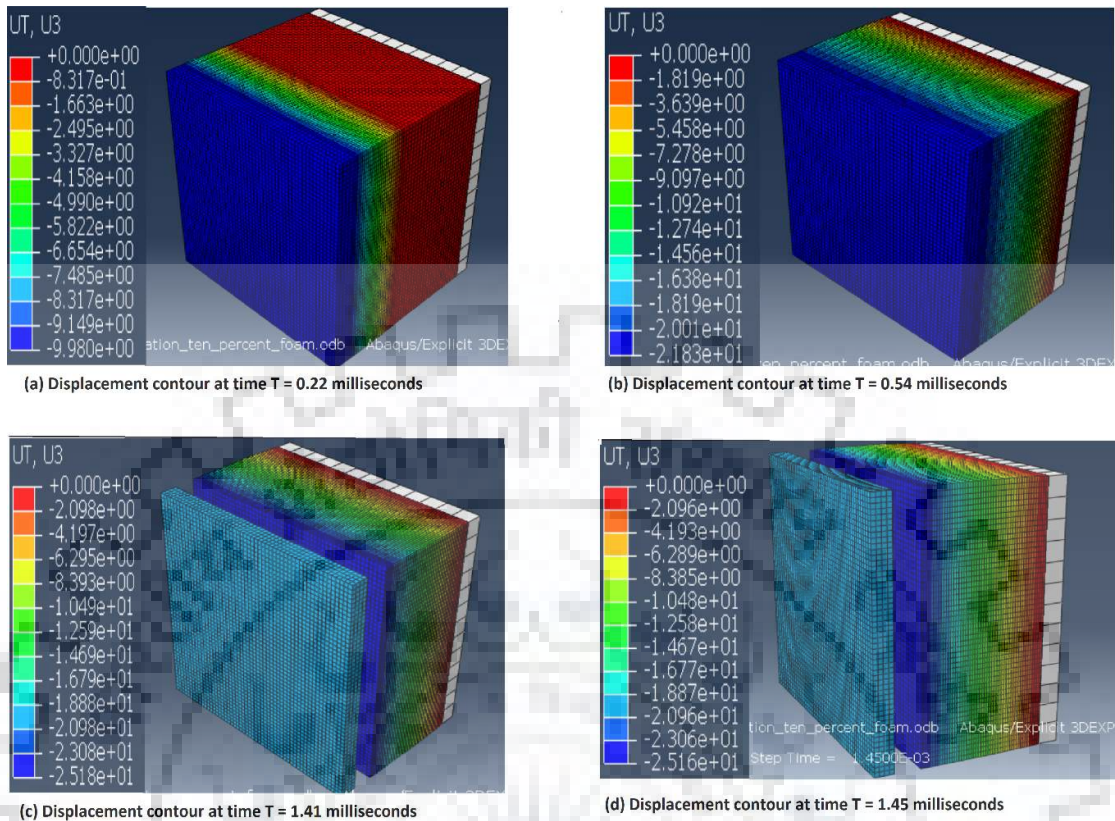 UT, U3
+0.000e+00
-8.317e-01
-1.663e+00
-2.495e+00
-3.327e+00
-4.158e+00
-4.990e+00
-5.822e+00
-6.654e+00
-7.485e+00
-8.317e+00
-9.149e+00
-9.980e+00
ation_ten_percent_foam.odb Abaqus/Explicit 3DEXP
(a) Displacement contour at time T = 0.22 milliseconds
UT, U3
+0.000e+00
-1.819e+00
-3.639e+00
-5.458e+00
-7.278e+00
-9.097e+00
-1.092e+01
-1.274e+01
-1.456e+01
-1.638e+01
-1.819e+01
-2.001e+01
-2.183e+01
ten_percent_foam.odb Abaqus/Explicit 3DEXP
(b) Displacement contour at time T = 0.54 milliseconds
UT, U3
+0.000e+00
-2.098e+00
-4.197e+00
-6.295e+00
-8.393e+00
-1.049e+01
-1.259e+01
-1.469e+01
-1.679e+01
-1.888e+01
-2.098e+01
-2.308e+01
-2.518e+01
(c) Displacement contour at time T = 1.41 milliseconds
UT, U3
+0.000e+00
-2.096e+00
-4.193e+00
-6.289e+00
-8.385e+00
-1.048e+01
-1.258e+01
-1.467e+01
-1.677e+01
-1.887e+01
-2.096e+01
-2.306e+01
-2.516e+01
tion_ten_percent_foam.odb Abaqus/Explicit 3DEXP
Step Time = 1.4500E-03
(d) Displacement contour at time T = 1.45 milliseconds